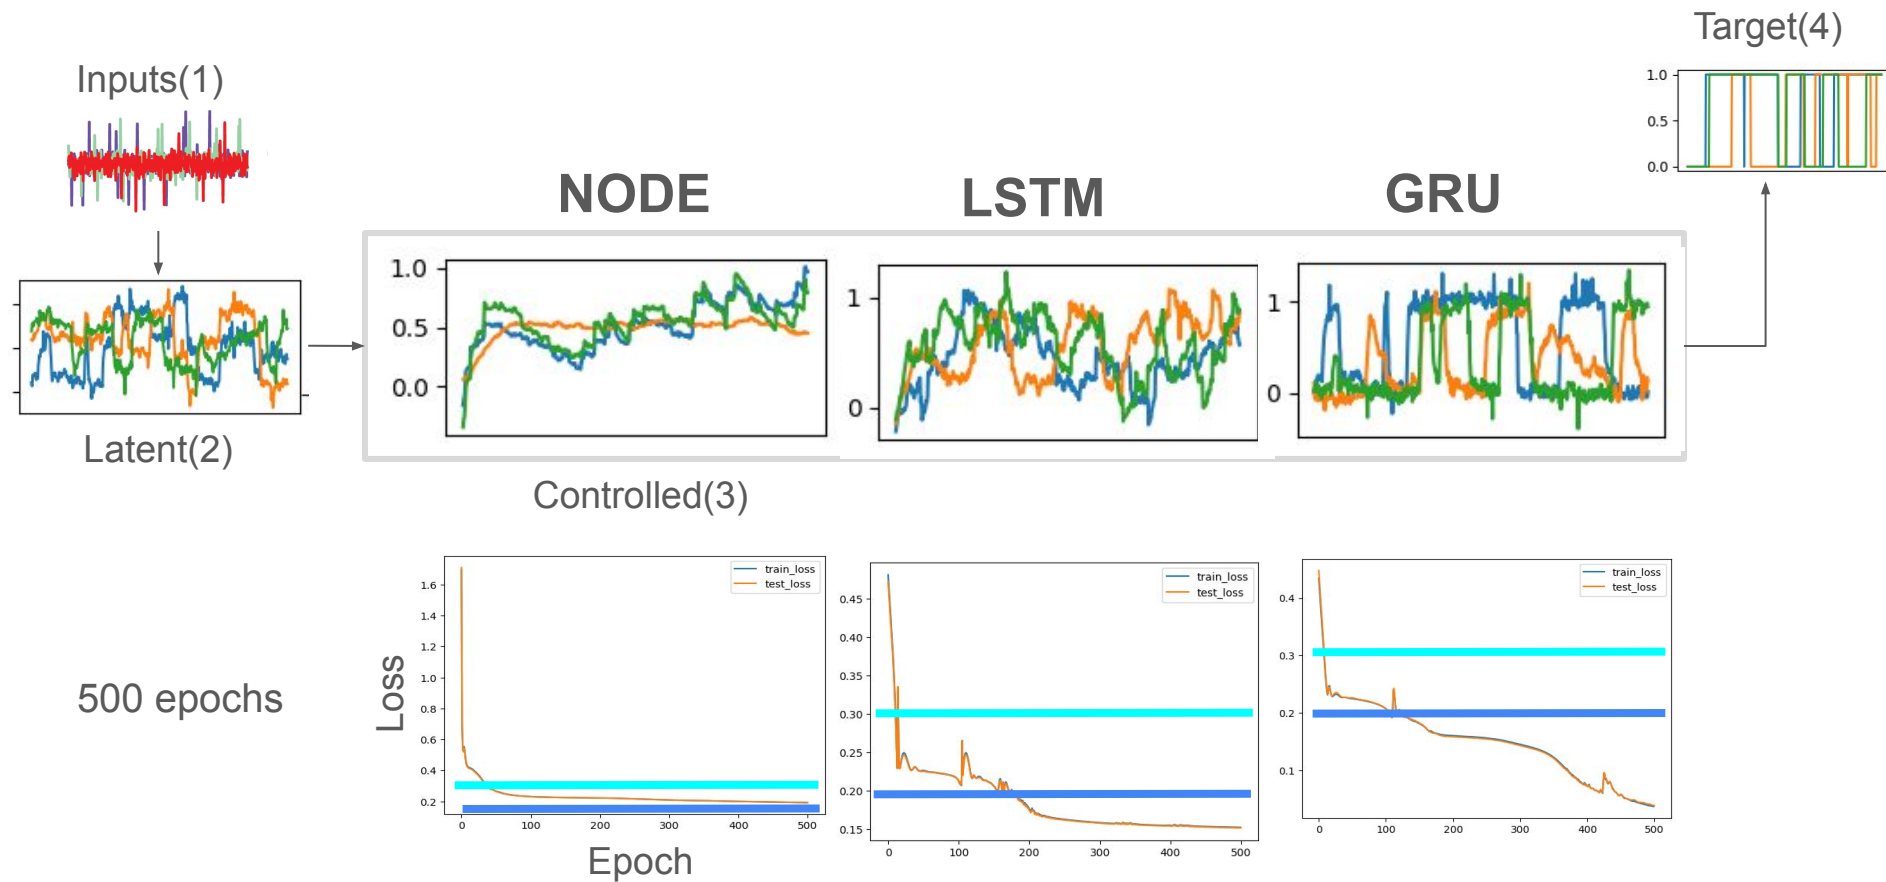 Target(4)
Inputs(1)
1.0
0.5
0.0
NODE
LSTM
GRU
1.0
0.5
0.0
1
0
1
0
Latent(2)
Controlled(3)
500 epochs
Loss
1.6
1.4
1.2
1.0
0.8
0.6
0.4
0.2
train_loss
test_loss
0 100 200 300 400 500
Epoch
0.45
0.40
0.35
0.30
0.25
0.20
0.15
train_loss
test_loss
0 100 200 300 400 500
0.4
0.3
0.2
0.1
train_loss
test_loss
0 100 200 300 400 500